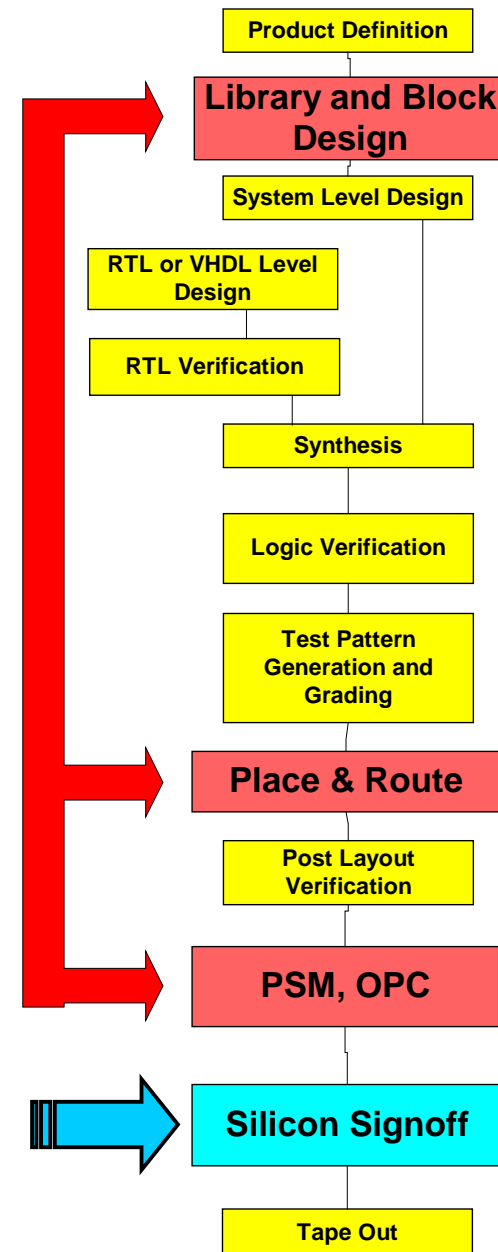 Product Definition
Library and Block
Design
System Level Design
RTL or VHDL Level
Design
RTL Verification
Synthesis
Logic Verification
Test Pattern
Generation and
Grading
Place & Route
Post Layout
Verification
PSM, OPC
Silicon Signoff
Tape Out